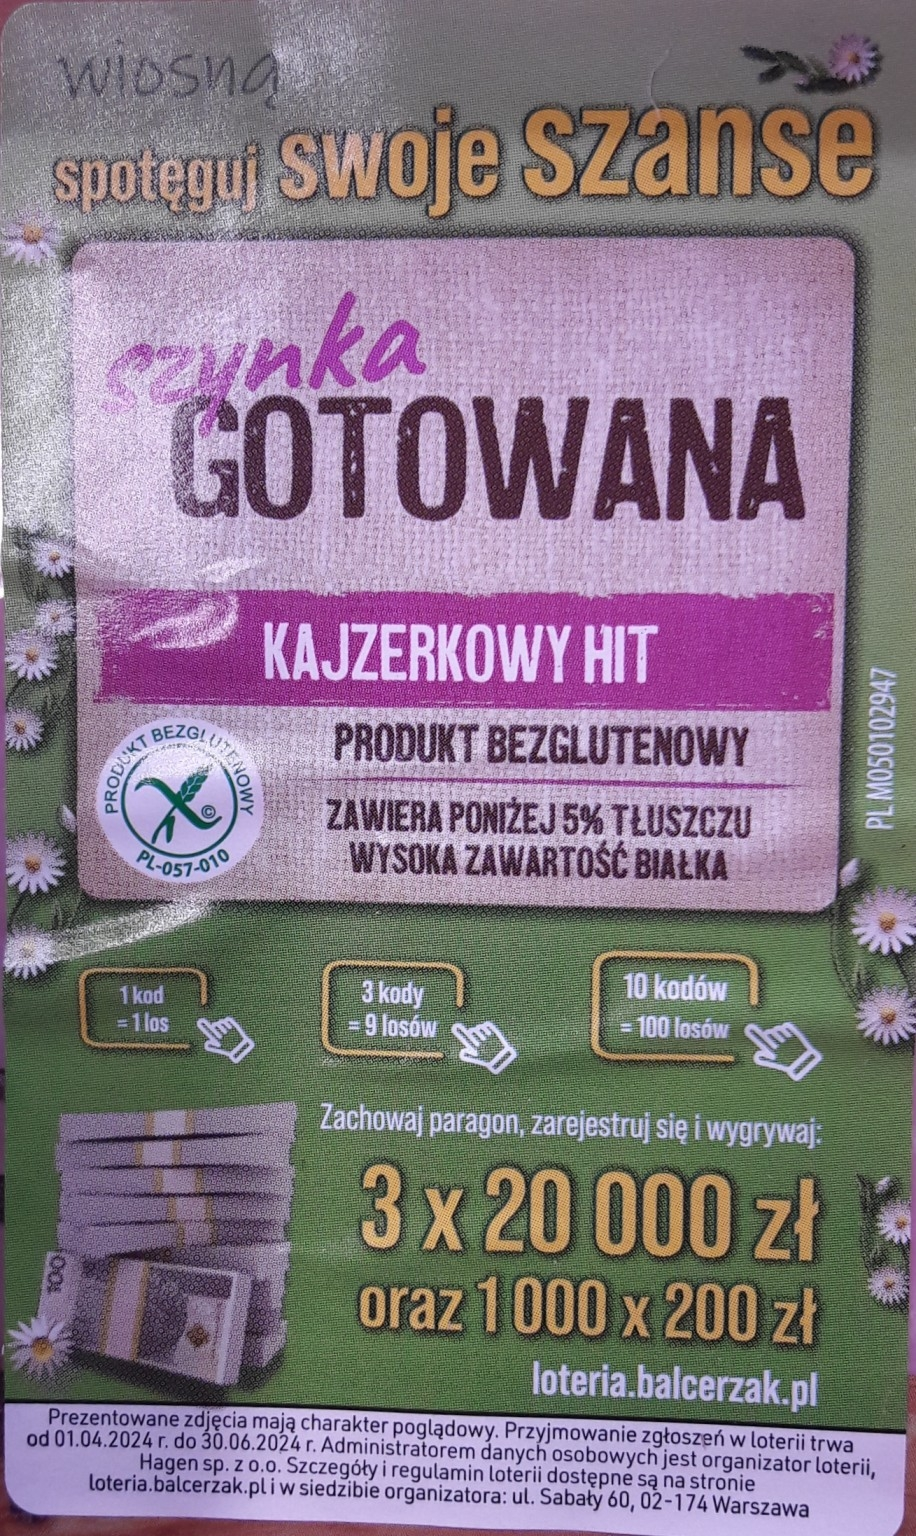 wiosną
spotęguj swoje szanse
szynka
GOTOWANA
KAJZERKOWY HIT
PRODUKT BEZGLUTENOWY
PRODUKT BEZGLUTENOWY
©
PL-057-010
ZAWIERA PONIŻEJ 5% TŁUSZCZU
WYSOKA ZAWARTOŚĆ BIAŁKA
PL M050102947
1 kod
= 1 los
3 kody
= 9 losów
10 kodów
= 100 losów
Zachowaj paragon, zarejestruj się i wygrywaj:
3 x 20 000 zł
oraz 1 000 x 200 zł
100
loteria.balcerzak.pl
Prezentowane zdjęcia mają charakter poglądowy. Przyjmowanie zgłoszeń w loterii trwa
od 01.04.2024 r. do 30.06.2024 r. Administratorem danych osobowych jest organizator loterii,
Hagen sp. z o.o. Szczegóły i regulamin loterii dostępne są na stronie
loteria.balcerzak.pl i w siedzibie organizatora: ul. Sabały 60, 02-174 Warszawa